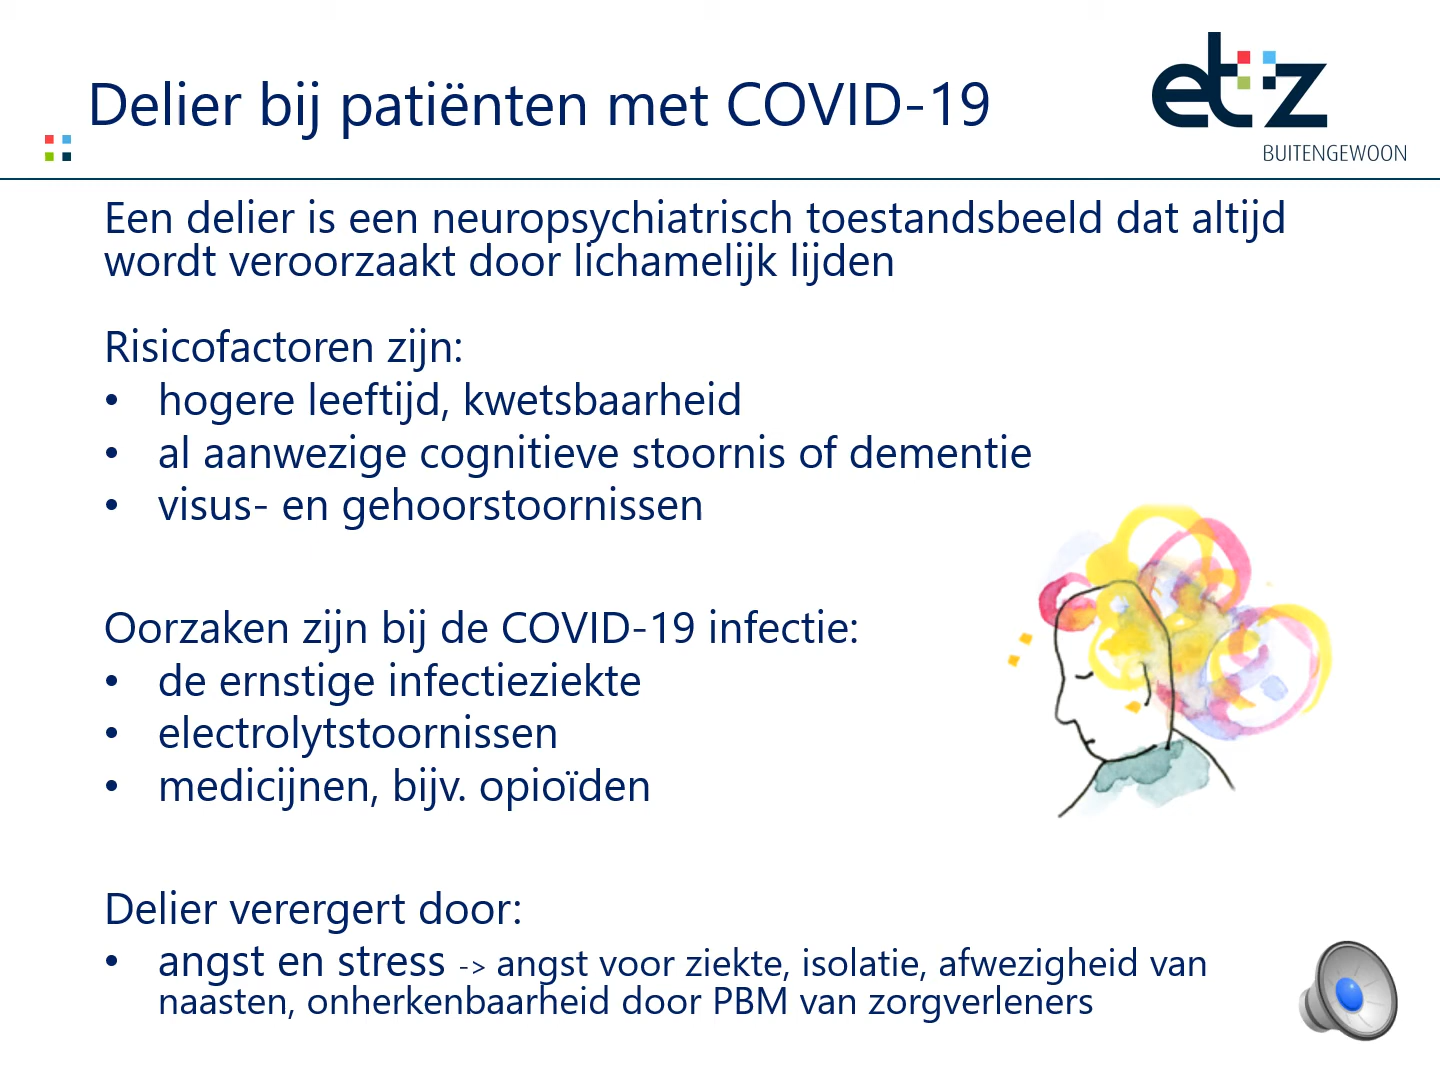 Delier bij patiënten met COVID-19
etz
BUITENGEWOON
Een delier is een neuropsychiatrisch toestandsbeeld dat altijd
wordt veroorzaakt door lichamelijk lijden
Risicofactoren zijn:
• hogere leeftijd, kwetsbaarheid
• al aanwezige cognitieve stoornis of dementie
• visus- en gehoorstoornissen
Oorzaken zijn bij de COVID-19 infectie:
• de ernstige infectieziekte
• electrolytstoornissen
• medicijnen, bijv. opioïden
Delier verergert door:
• angst en stress -> angst voor ziekte, isolatie, afwezigheid van
naasten, onherkenbaarheid door PBM van zorgverleners